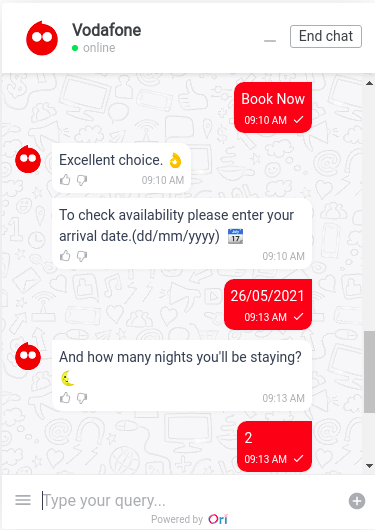 Vodafone
online
End chat
Book Now
09:10 AM
Excellent choice. 👌
09:10 AM
To check availability please enter your
arrival date.(dd/mm/yyyy) 📅
09:10 AM
26/05/2021
09:13 AM
And how many nights you'll be staying?
🌜
09:13 AM
2
09:13 AM
Type your query...
Powered by Ori